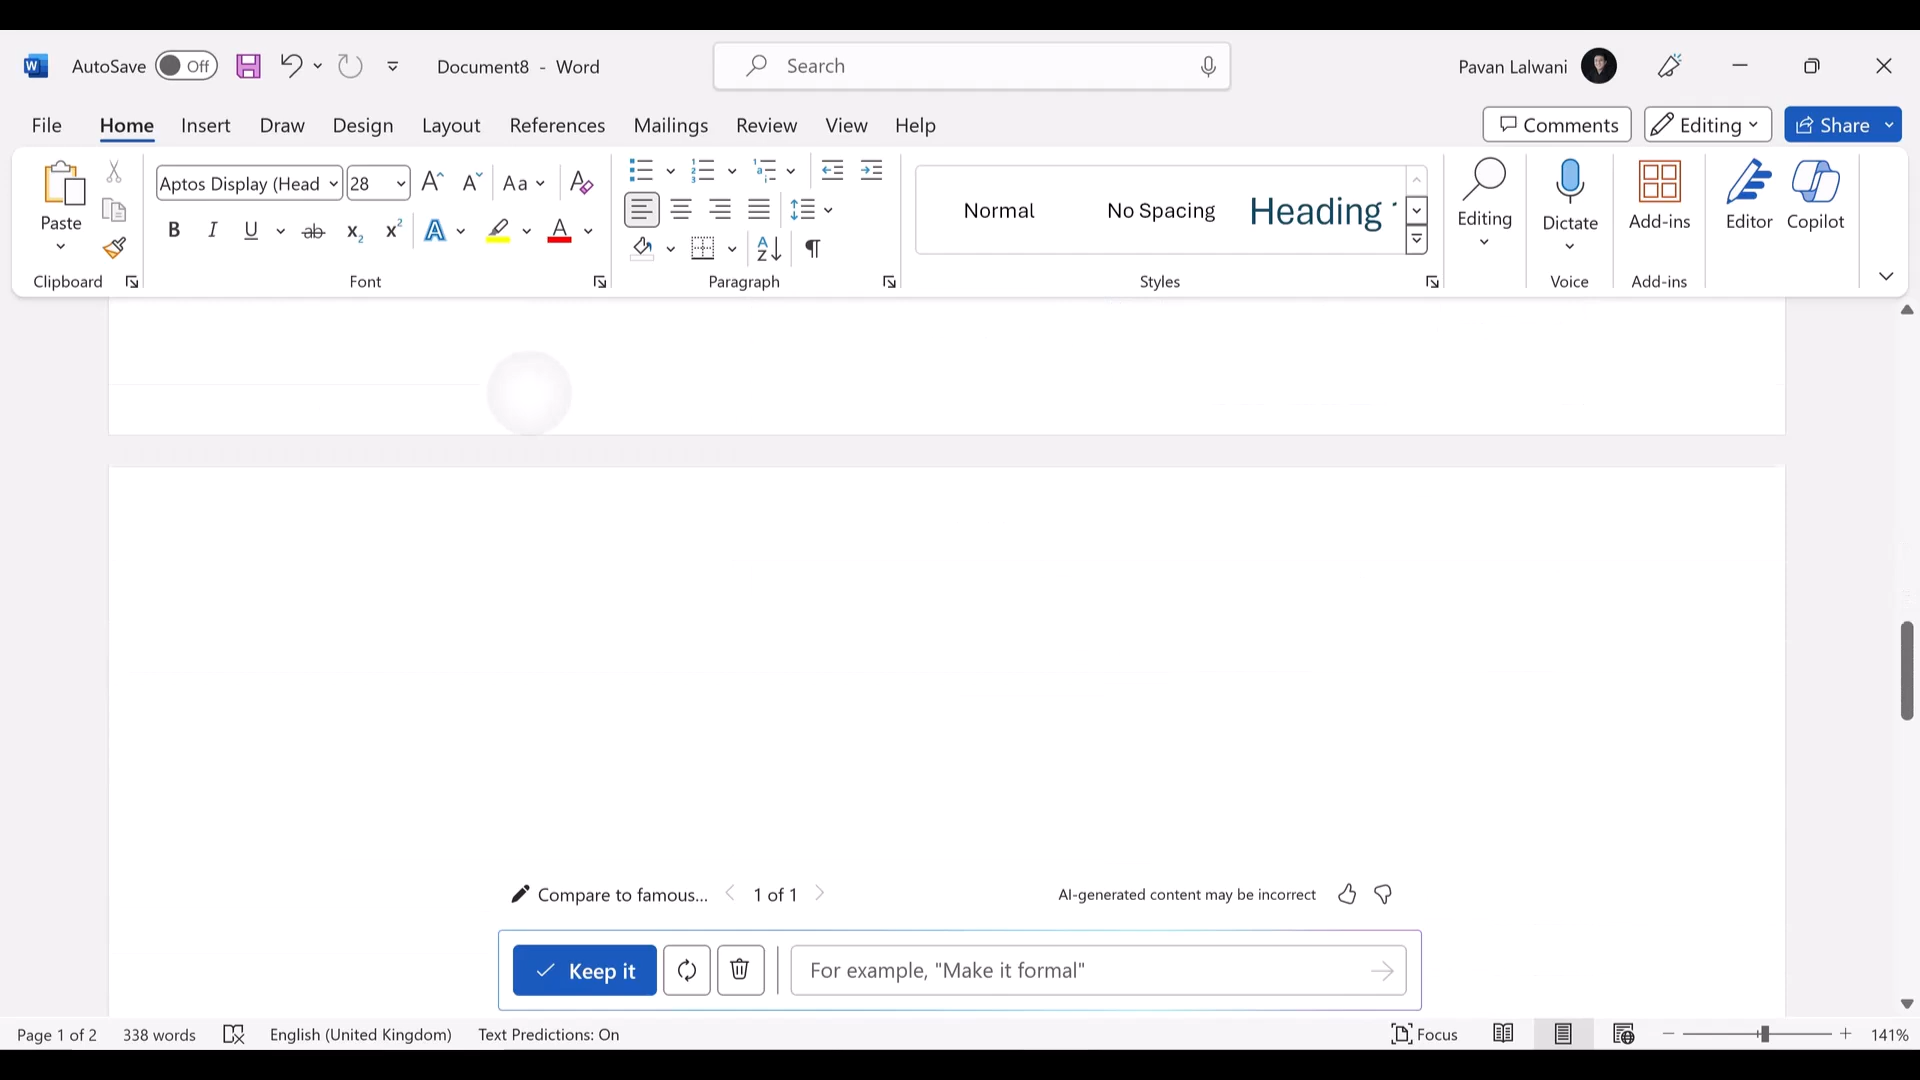 AutoSave Off Document8 - Word Search Pavan Lalwani
File Home Insert Draw Design Layout References Mailings Review View Help Comments Editing Share
Paste Aptos Display (Head 28 Aa Normal No Spacing Heading Editing Dictate Add-ins Editor Copilot
Clipboard Font Paragraph Styles Voice Add-ins
Compare to famous... 1 of 1 AI-generated content may be incorrect
Keep it For example, "Make it formal"
Page 1 of 2 338 words English (United Kingdom) Text Predictions: On Focus 141%